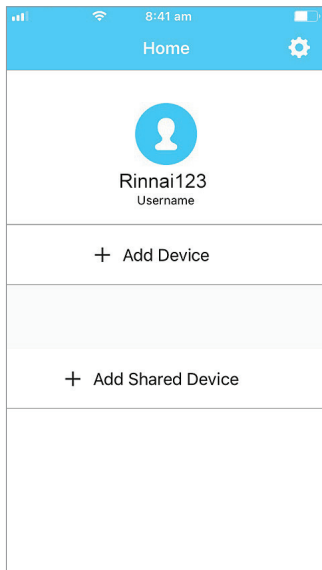 8:41 am
Home
Rinnai123
Username
+ Add Device
+ Add Shared Device